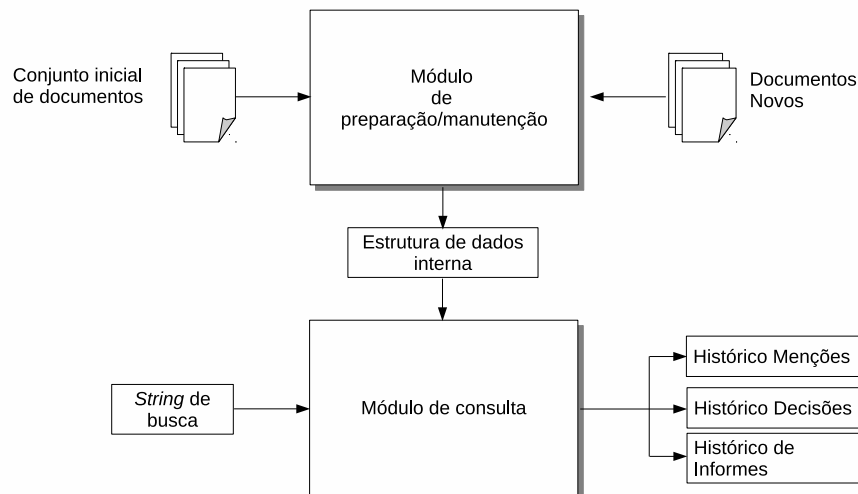 Conjunto inicial
de documentos
Módulo
de
preparação/manutenção
Documentos
Novos
Estrutura de dados
interna
String de
busca
Módulo de consulta
Histórico Menções
Histórico Decisões
Histórico de
Informes